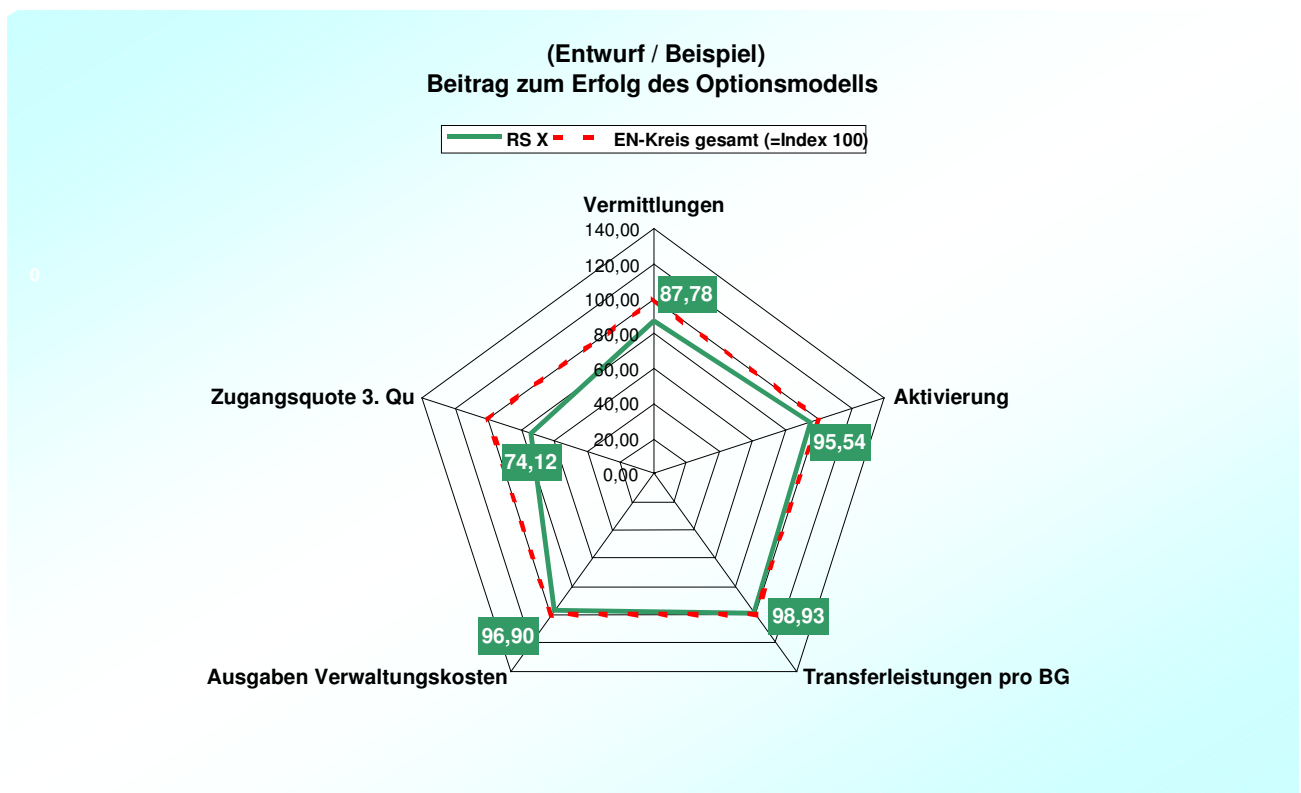 (Entwurf / Beispiel)
Beitrag zum Erfolg des Optionsmodells
RS X
EN-Kreis gesamt (=Index 100)
Vermittlungen
140,00
120,00
100,00
80,00
60,00
40,00
20,00
0,00
87,78
0
Zugangsquote 3. Qu
Aktivierung
95,54
74,12
98,93
96,90
Ausgaben Verwaltungskosten
Transferleistungen pro BG